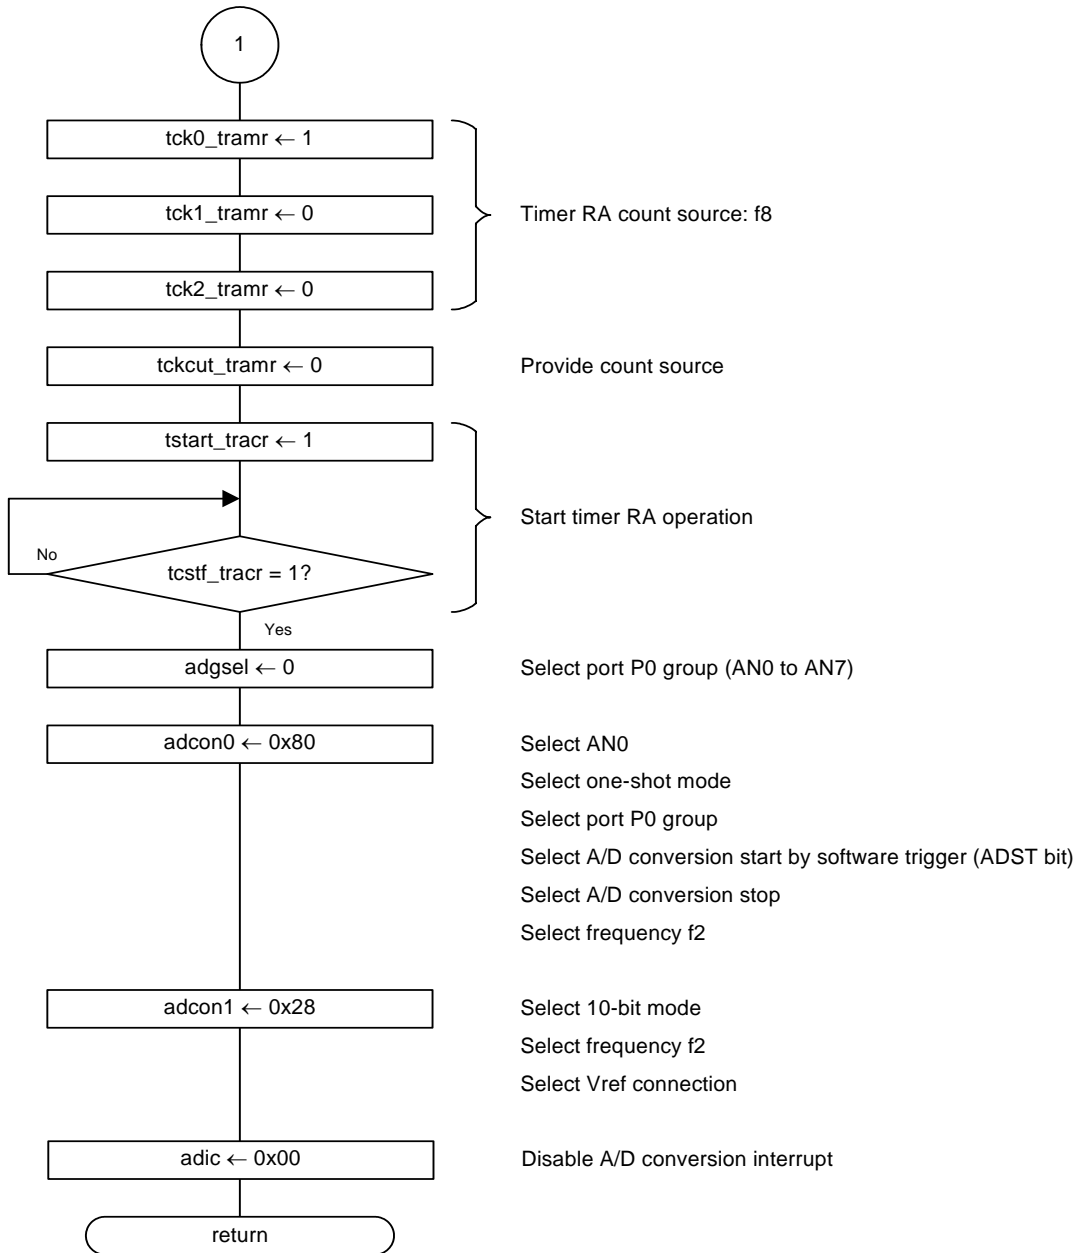 1
tck0_tramr ← 1
tck1_tramr ← 0
Timer RA count source: f8
tck2_tramr ← 0
tckcut_tramr ← 0
Provide count source
tstart_tracr ← 1
Start timer RA operation
No
tcstf_tracr = 1?
Yes
adgsel ← 0
Select port P0 group (AN0 to AN7)
adcon0 ← 0x80
Select AN0
Select one-shot mode
Select port P0 group
Select A/D conversion start by software trigger (ADST bit)
Select A/D conversion stop
Select frequency f2
adcon1 ← 0x28
Select 10-bit mode
Select frequency f2
Select Vref connection
adic ← 0x00
Disable A/D conversion interrupt
return